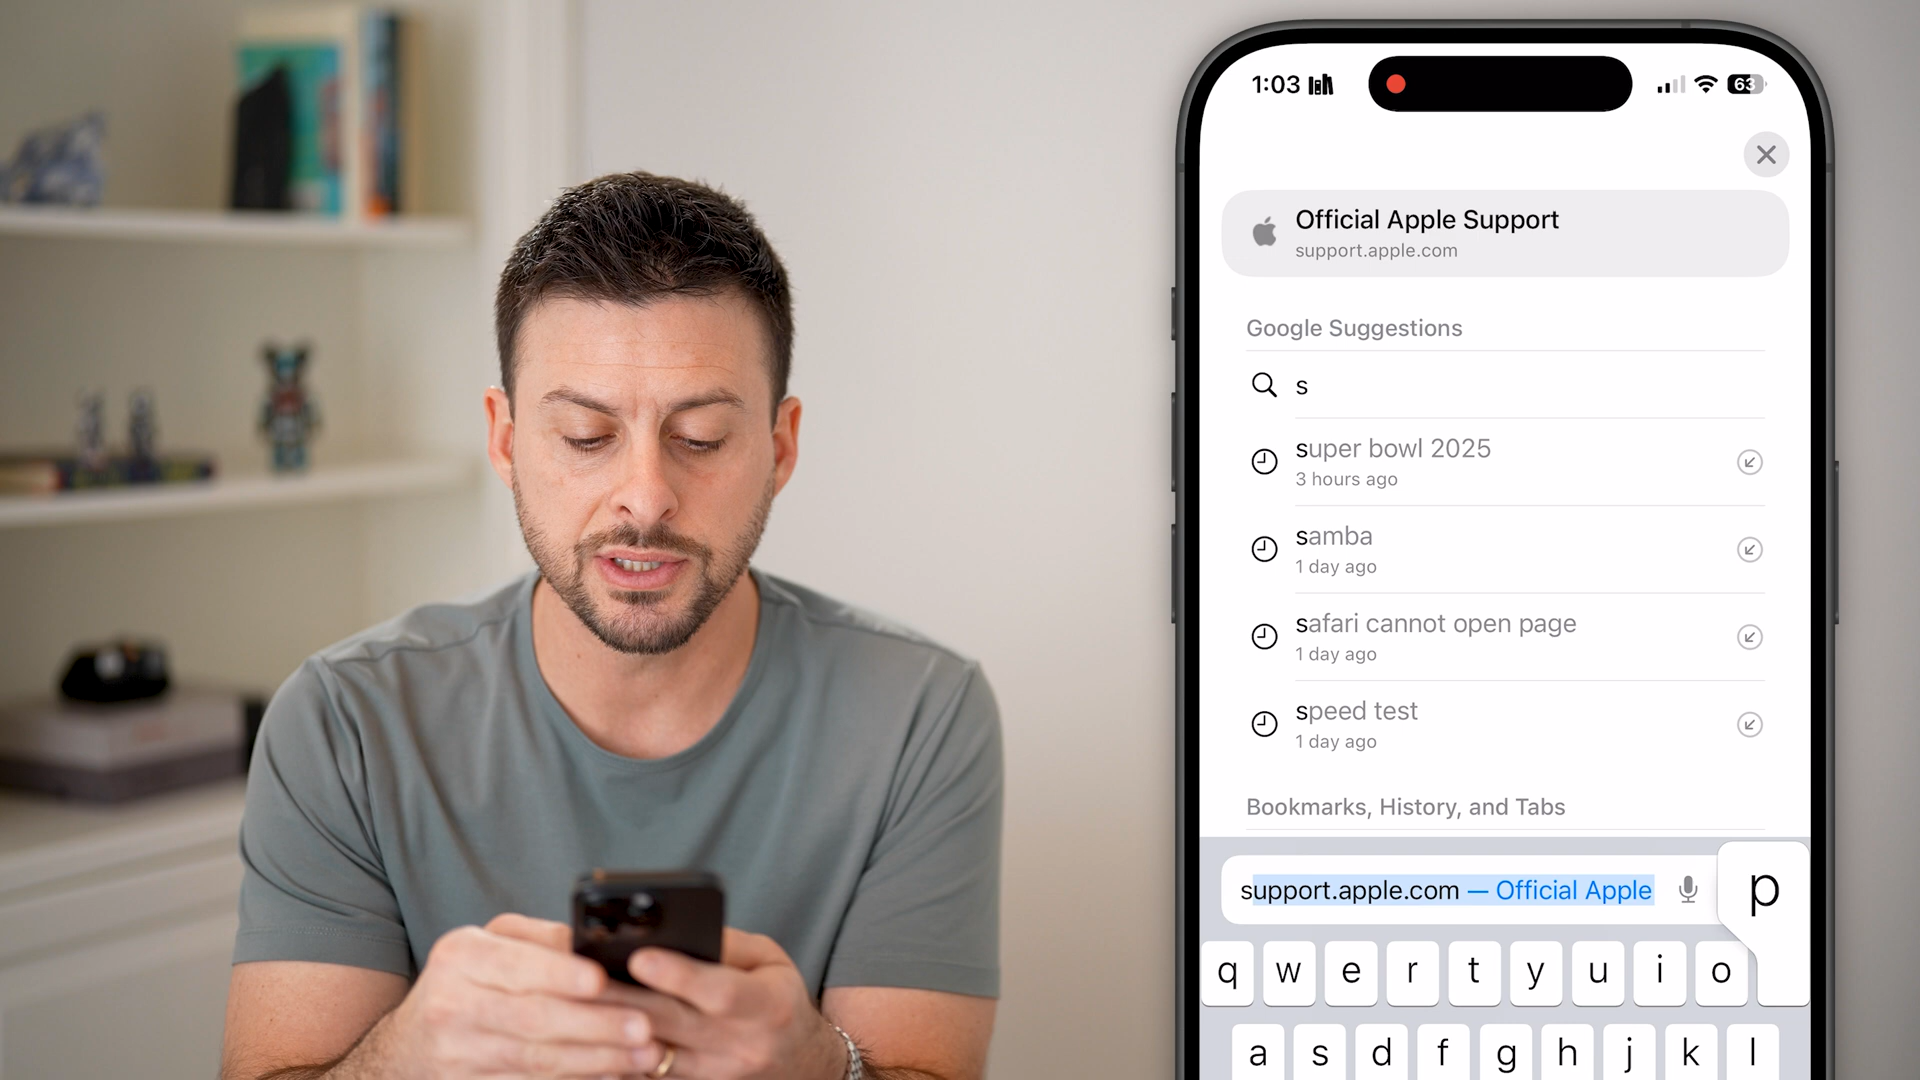 1:03
63
Official Apple Support
support.apple.com
Google Suggestions
s
super bowl 2025
3 hours ago
samba
1 day ago
safari cannot open page
1 day ago
speed test
1 day ago
Bookmarks, History, and Tabs
support.apple.com — Official Apple
p
q w e r t y u i o
a s d f g h j k l